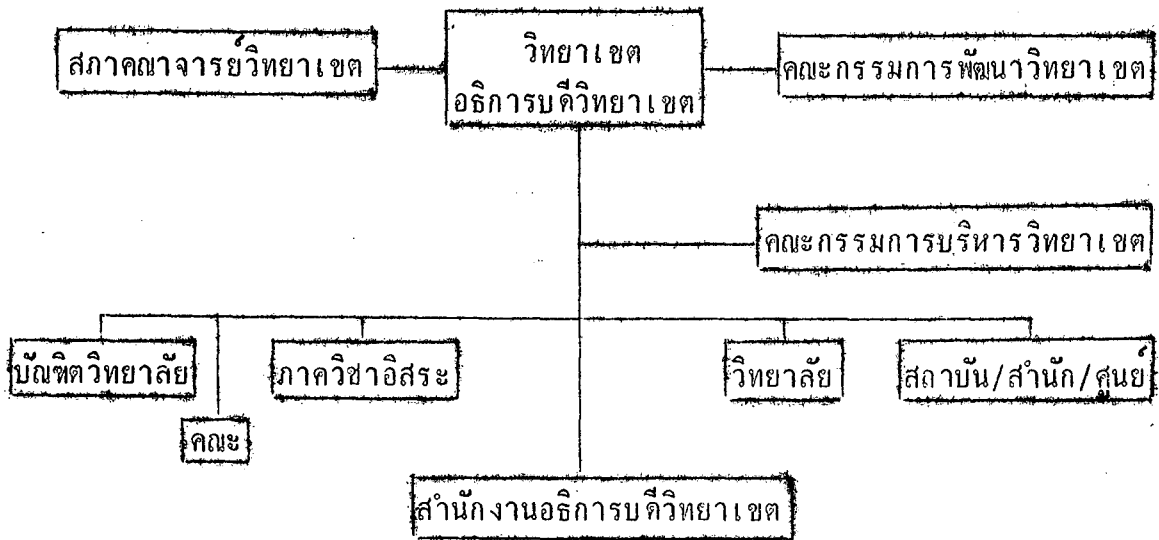 สภาคณาจารย์วิทยาเขต
วิทยาเขต
อธิการบดีวิทยาเขต
คณะกรรมการพัฒนาวิทยาเขต
คณะกรรมการบริหารวิทยาเขต
บัณฑิตวิทยาลัย
ภาควิชาอิสระ
วิทยาลัย
สถาบัน/สำนัก/ศูนย์
คณะ
สำนักงานอธิการบดีวิทยาเขต